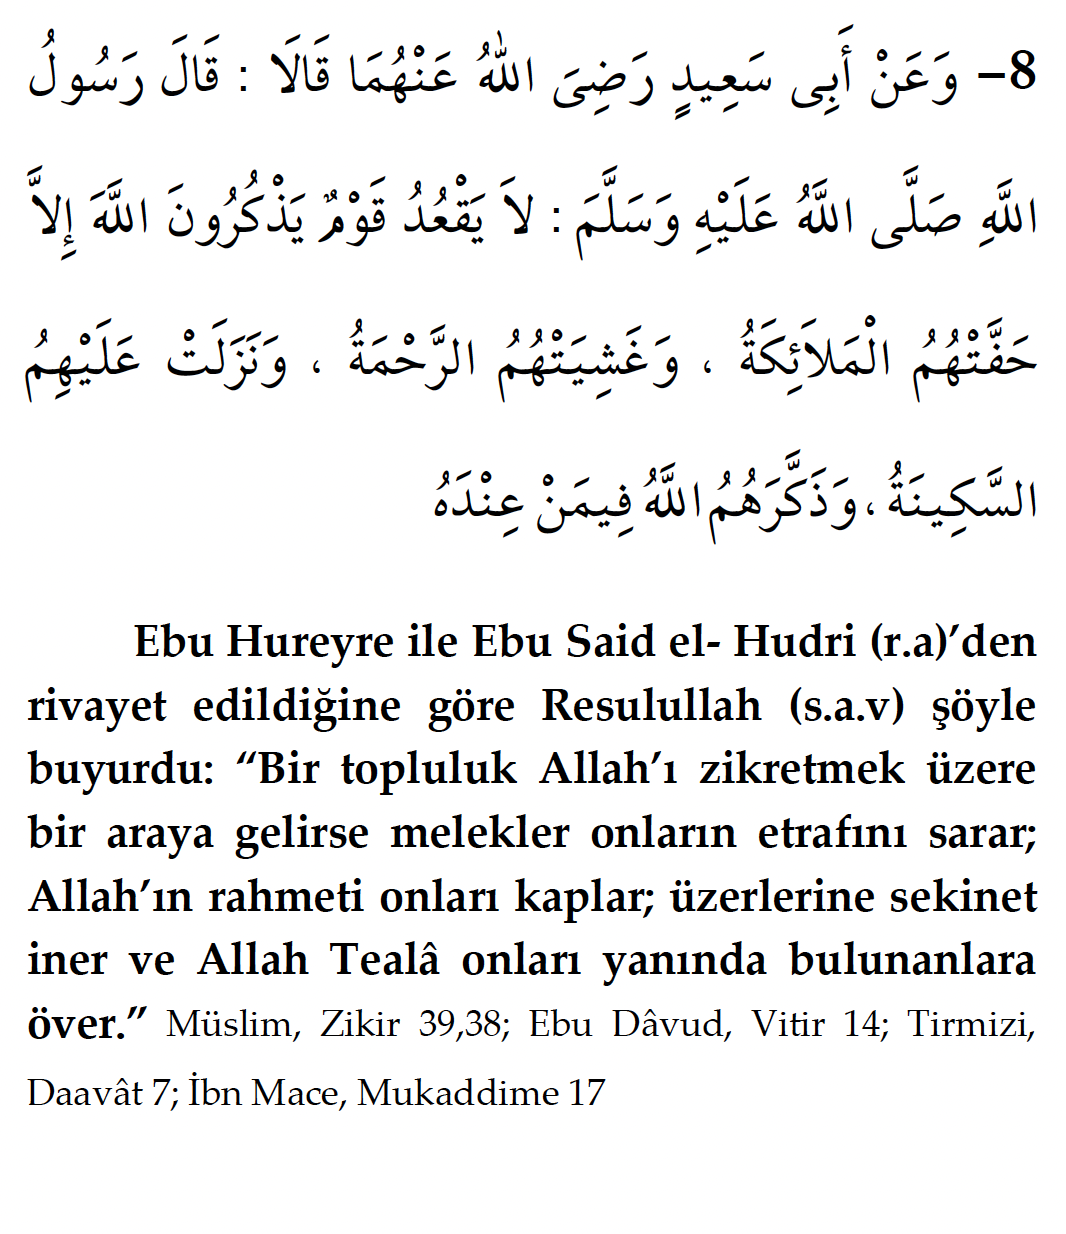 8– وَعَنْ أَبِى سَعِيدٍ رَضِىَ اللهُ عَنْهُمَا قَالَا : قَالَ رَسُولُ
اللَّهِ صَلَّى اللَّهُ عَلَيْهِ وَسَلَّمَ : لاَ يَقْعُدُ قَوْمٌ يَذْكُرُونَ اللَّهَ إِلاَّ
حَفَّتْهُمُ الْمَلاَئِكَةُ ، وَغَشِيَتْهُمُ الرَّحْمَةُ ، وَنَزَلَتْ عَلَيْهِمُ
السَّكِينَةُ ، وَذَكَّرَهُمُ اللَّهُ فِيمَنْ عِنْدَهُ
Ebu Hureyre ile Ebu Said el- Hudri (r.a)’den
rivayet edildiğine göre Resulullah (s.a.v) şöyle
buyurdu: “Bir topluluk Allah’ı zikretmek üzere
bir araya gelirse melekler onların etrafını sarar;
Allah’ın rahmeti onları kaplar; üzerlerine sekinet
iner ve Allah Tealâ onları yanında bulunanlara
över.” Müslim, Zikir 39,38; Ebu Dâvud, Vitir 14; Tirmizi,
Daavât 7; İbn Mace, Mukaddime 17